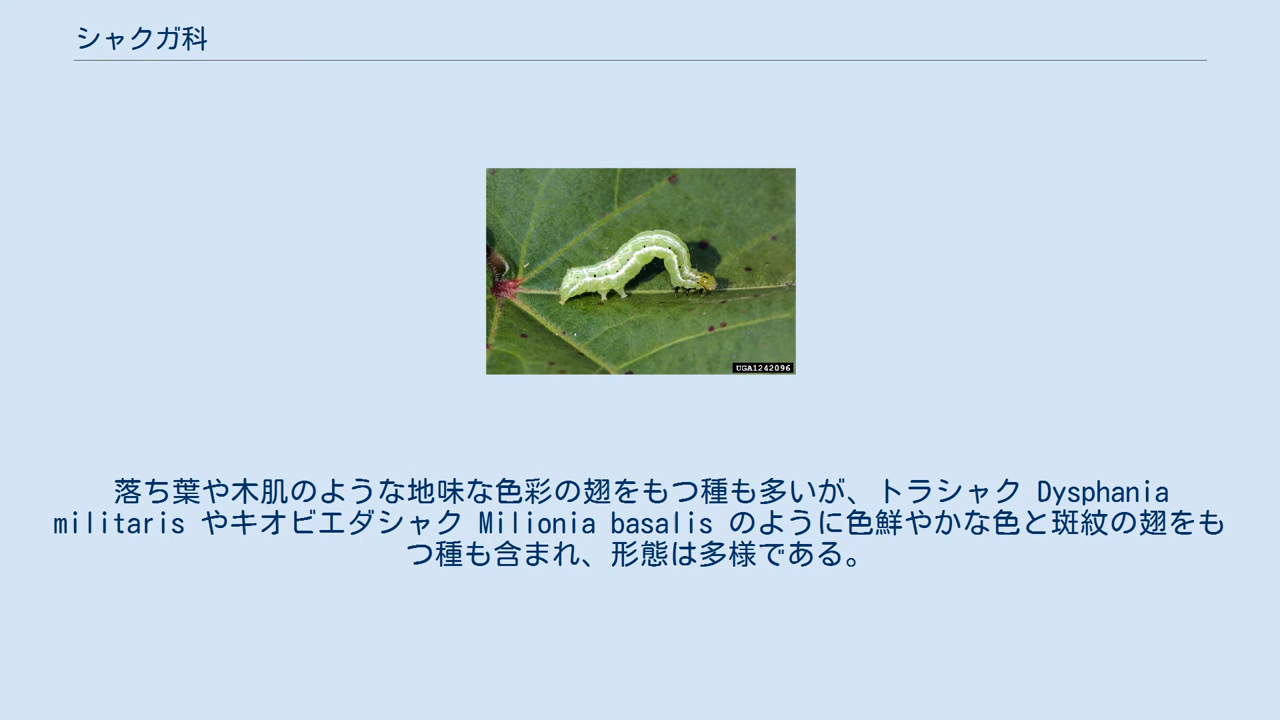 シャクガ科
UGA1242096
落ち葉や木肌のような地味な色彩の翅をもつ種も多いが、トラシャク Dysphania
militaris やキオビエダシャク Milionia basalis のように色鮮やかな色と斑紋の翅をも
つ種も含まれ、形態は多様である。